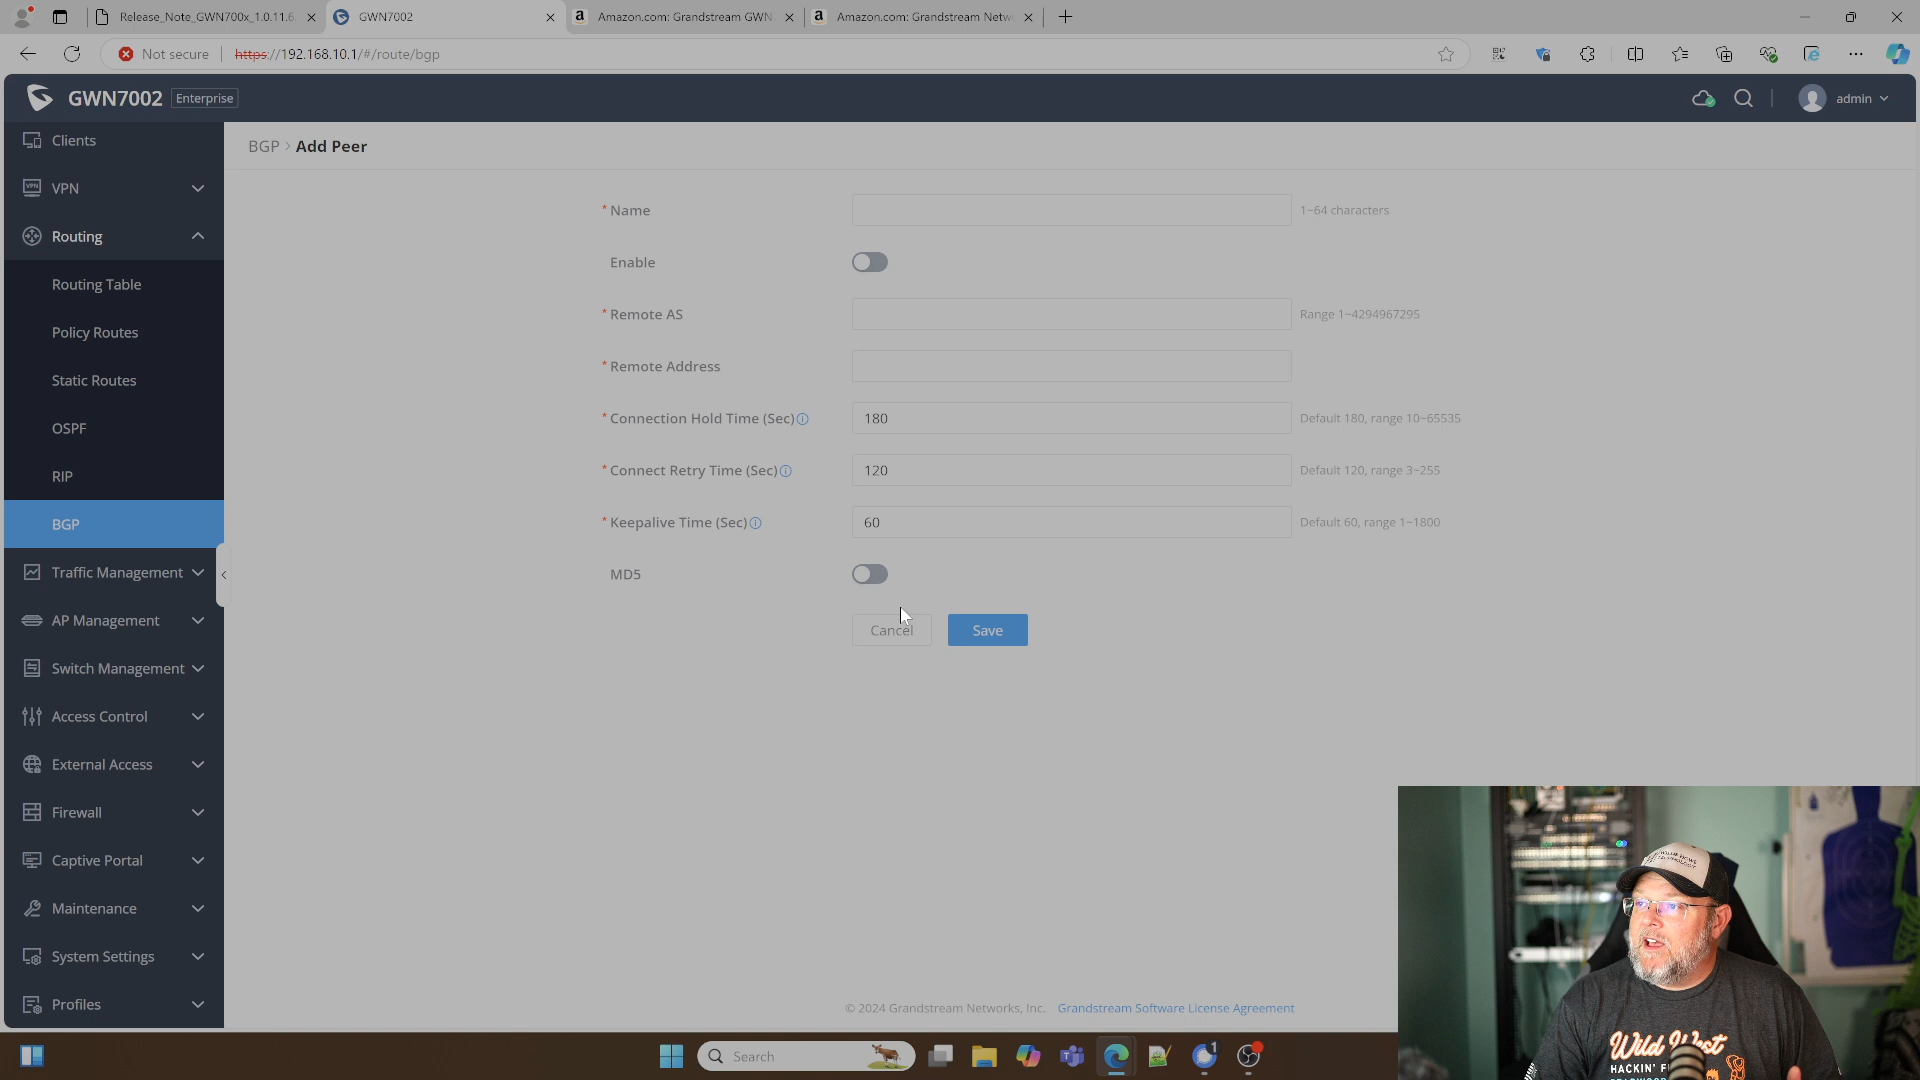 Release_Note_GWN700x_1.0.11.6
GWN7002
Amazon.com: Grandstream GWN
Amazon.com: Grandstream Netw
Not secure
https://192.168.10.1/#/route/bgp
GWN7002
Enterprise
admin
Clients
VPN
VPN
Routing
Routing Table
Policy Routes
Static Routes
OSPF
RIP
BGP
Traffic Management
AP Management
Switch Management
Access Control
External Access
Firewall
Captive Portal
Maintenance
System Settings
Profiles
BGP > Add Peer
* Name
1~64 characters
Enable
* Remote AS
Range 1~4294967295
* Remote Address
* Connection Hold Time (Sec)
180
Default 180, range 10~65535
* Connect Retry Time (Sec)
120
Default 120, range 3~255
* Keepalive Time (Sec)
60
Default 60, range 1~1800
MD5
Cancel
Save
© 2024 Grandstream Networks, Inc. Grandstream Software License Agreement
Search
1
Wild West
HACKIN' F